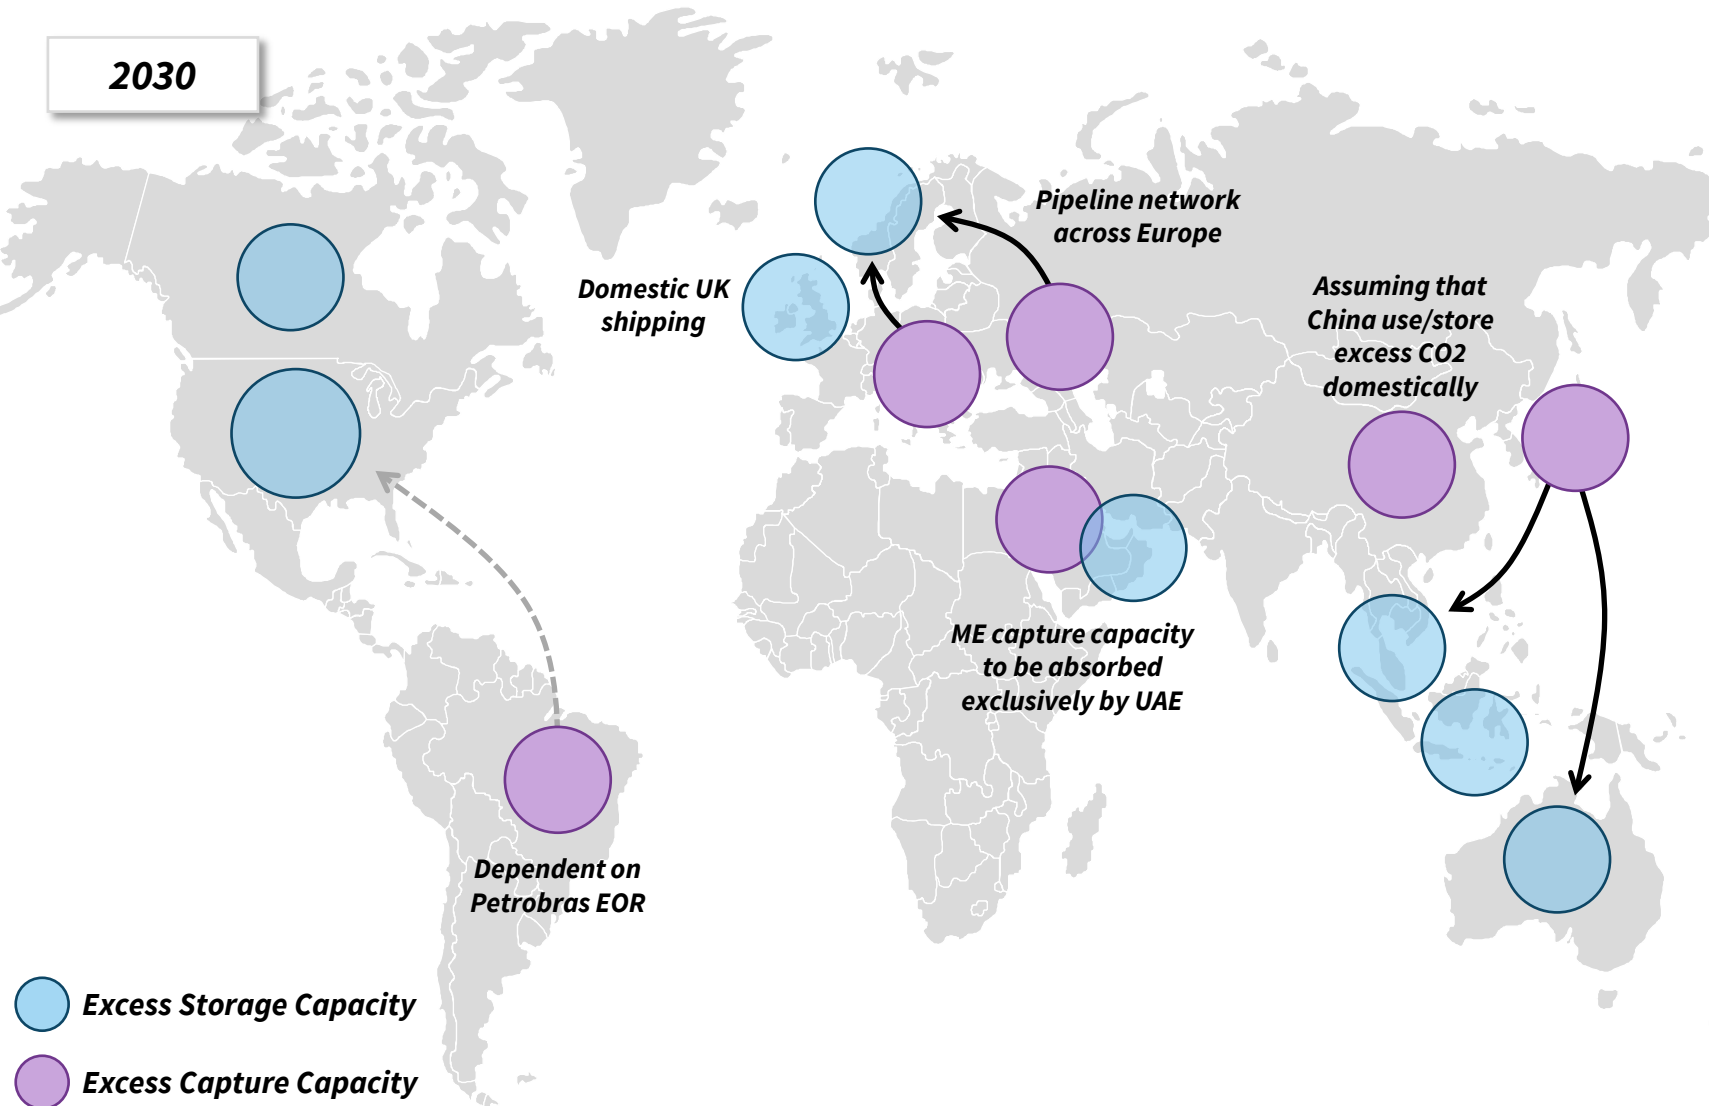 2030
Pipeline network
across Europe
Domestic UK
shipping
Assuming that
China use/store
excess CO2
domestically
ME capture capacity
to be absorbed
exclusively by UAE
Dependent on
Petrobras EOR
Excess Storage Capacity
Excess Capture Capacity